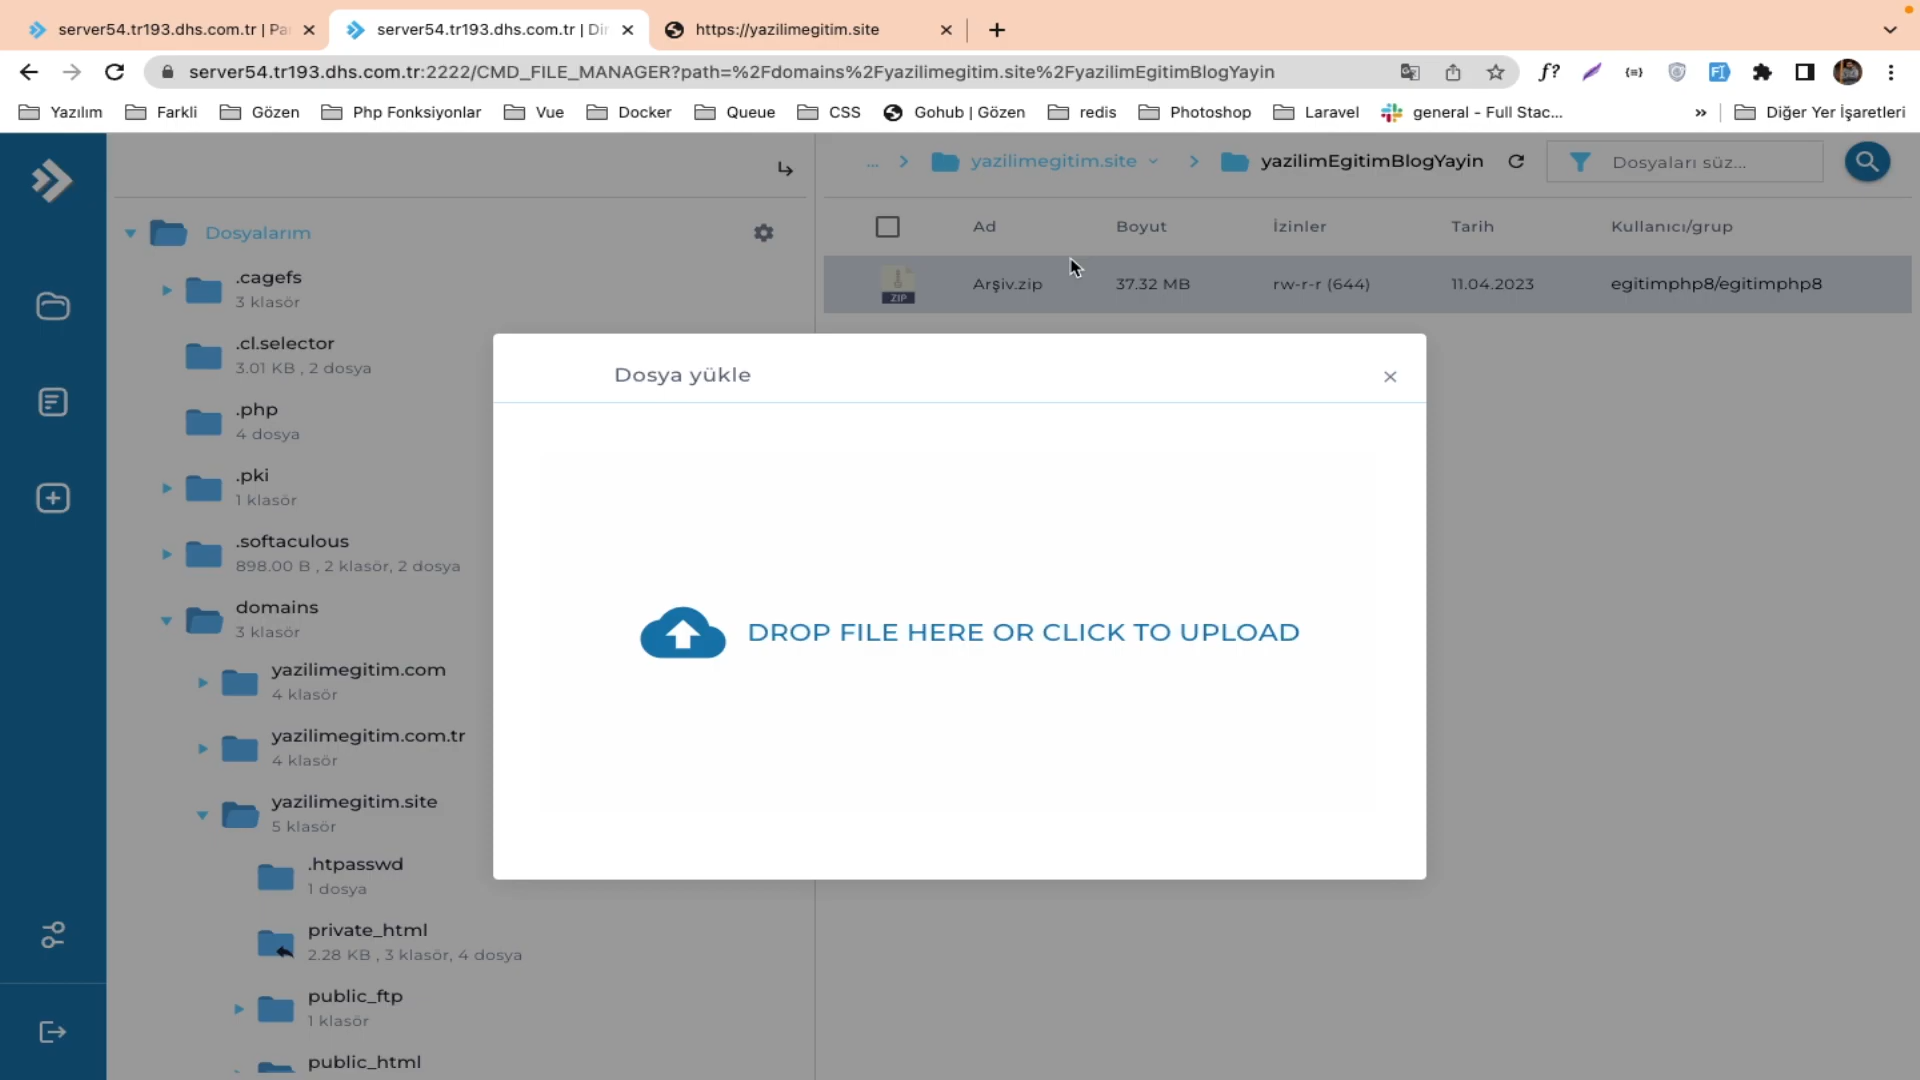 server54.tr193.dhs.com.tr | Pa
server54.tr193.dhs.com.tr | Dir
https://yazilimegitim.site
server54.tr193.dhs.com.tr:2222/CMD_FILE_MANAGER?path=%2Fdomains%2Fyazilimegitim.site%2FyazilimEgitimBlogYayin
f?
Yazılım
Farkli
Gözen
Php Fonksiyonlar
Vue
Docker
Queue
CSS
Gohub | Gözen
redis
Photoshop
Laravel
general - Full Stac...
»
Diğer Yer İşaretleri
... yazilimegitim.site yazilimEgitimBlogYayin
Dosyaları süz...
Ad Boyut İzinler Tarih Kullanıcı/grup
ZIP
Arşiv.zip 37.32 MB rw-r-r (644) 11.04.2023 egitimphp8/egitimphp8
Dosyalarım
.cagefs
3 klasör
.cl.selector
3.01 KB , 2 dosya
.php
4 dosya
.pki
1 klasör
.softaculous
898.00 B , 2 klasör, 2 dosya
domains
3 klasör
yazilimegitim.com
4 klasör
yazilimegitim.com.tr
4 klasör
yazilimegitim.site
5 klasör
.htpasswd
1 dosya
private_html
2.28 KB , 3 klasör, 4 dosya
public_ftp
1 klasör
public_html
Dosya yükle
DROP FILE HERE OR CLICK TO UPLOAD